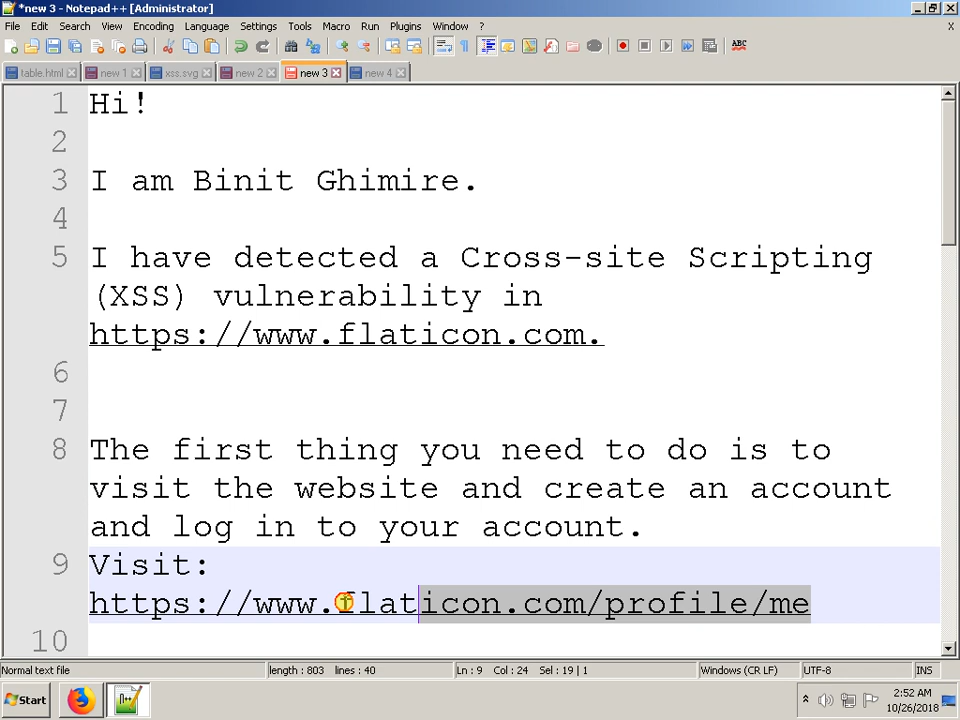 *new 3 - Notepad++ [Administrator]
File Edit Search View Encoding Language Settings Tools Macro Run Plugins Window ? X
ABC
table.html new 1 xss.svg new 2 new 3 new 4
1 Hi!
2
3 I am Binit Ghimire.
4
5 I have detected a Cross-site Scripting
(XSS) vulnerability in
https://www.flaticon.com.
6
7
8 The first thing you need to do is to
visit the website and create an account
and log in to your account.
9 Visit:
https://www.flaticon.com/profile/me
10
Normal text file length : 803 lines : 40 Ln : 9 Col : 24 Sel : 19 | 1 Windows (CR LF) UTF-8 INS
Start 2:52 AM
10/26/2018